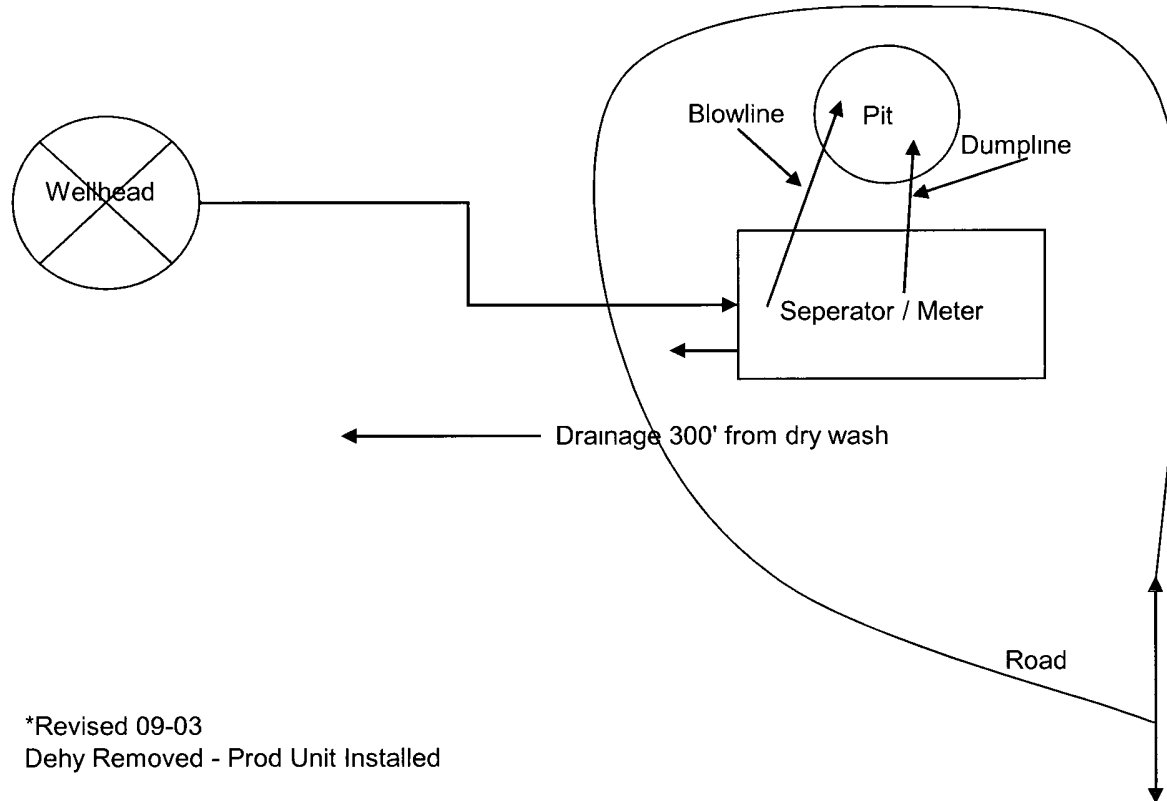 Blowline
Pit
Dumpline
Wellhead
Seperator / Meter
Drainage 300' from dry wash
Road
*Revised 09-03
Dehy Removed - Prod Unit Installed